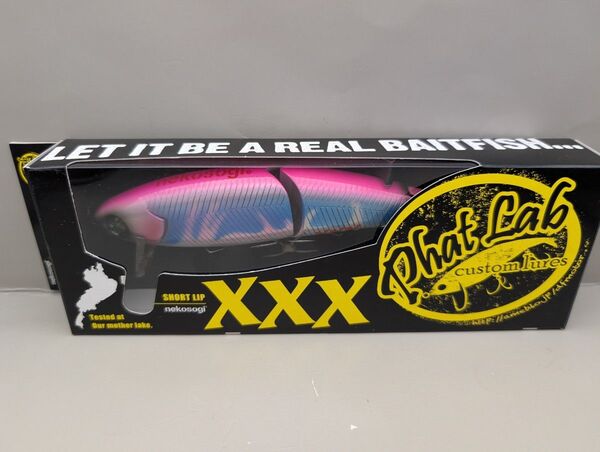 LET IT BE A REAL BAITFISH...
nekosogi
Phat Lab
custom lures
SHORT LIP
nekosogi
XXX
Tested at
Our mother lake.